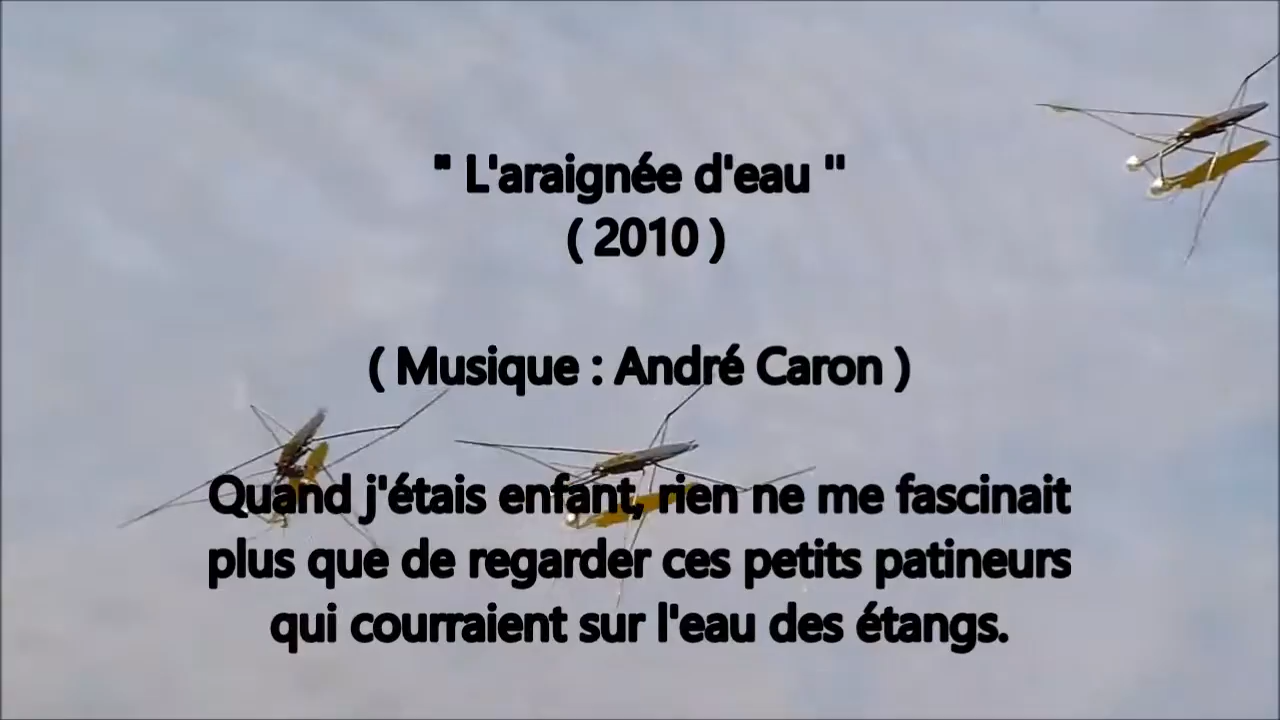 " L'araignée d'eau "
( 2010 )
( Musique : André Caron )
Quand j'étais enfant, rien ne me fascinait
plus que de regarder ces petits patineurs
qui courraient sur l'eau des étangs.